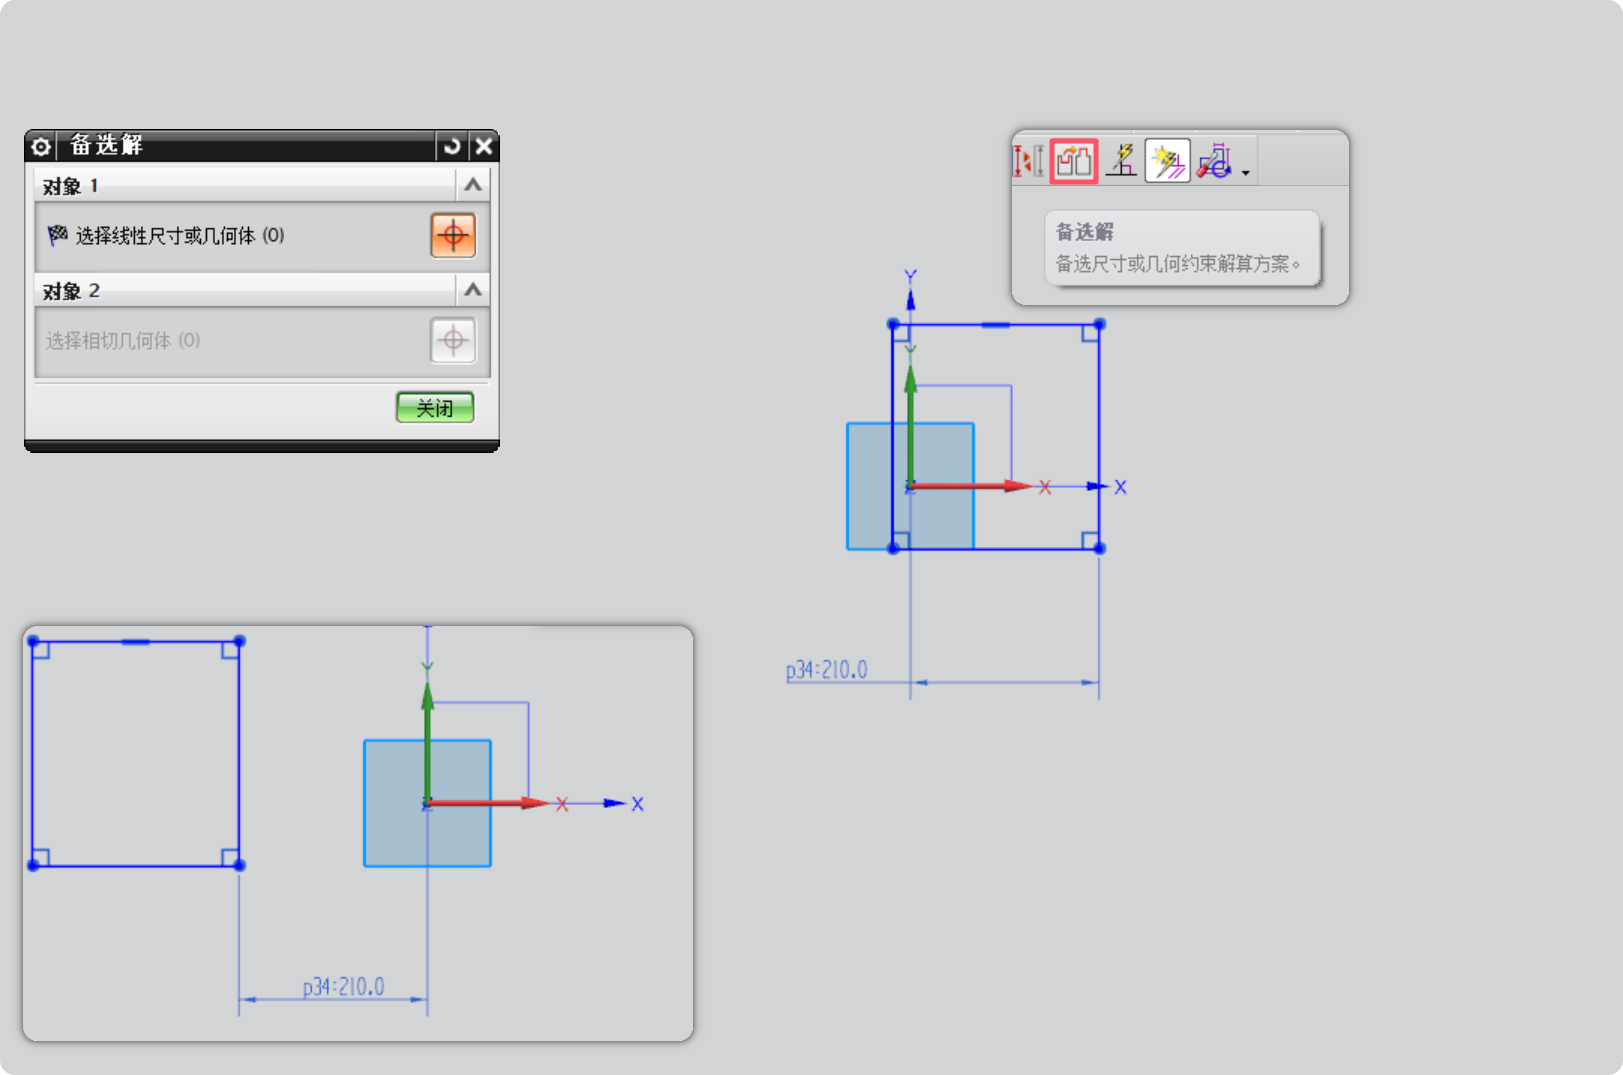 备选解
对象 1
选择线性尺寸或几何体 (0)
对象 2
选择相切几何体 (0)
关闭
备选解
备选尺寸或几何约束解算方案。
Y
Y
Z
X
X
p34:210.0
Y
Z
X
X
p34:210.0